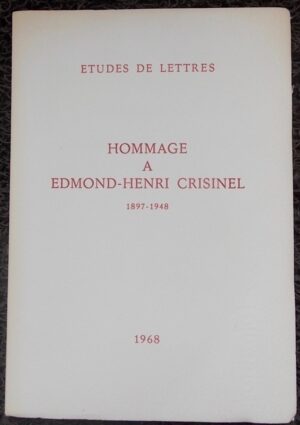 ETUDES DE LETTRES
HOMMAGE
A
EDMOND-HENRI CRISINEL
1897-1948
1968